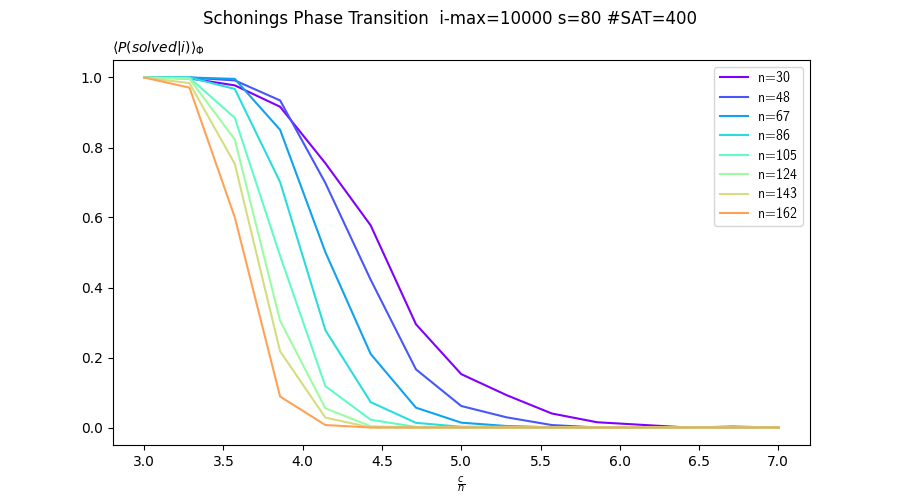 Schonings Phase Transition  i-max=10000 s=80 #SAT=400
⟨P(solved|i)⟩Φ
1.0
0.8
0.6
0.4
0.2
0.0
n=30
n=48
n=67
n=86
n=105
n=124
n=143
n=162
3.0 3.5 4.0 4.5 5.0 5.5 6.0 6.5 7.0
c/n